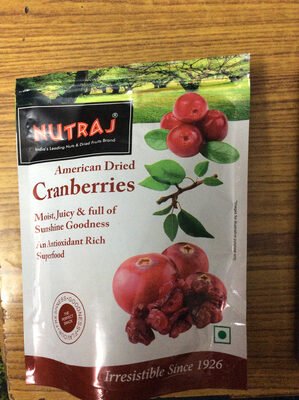 NUTRAJ®
India's Leading Nuts & Dried Fruits Brand
American Dried
Cranberries
Moist, Juicy & full of
Sunshine Goodness
An Antioxidant Rich
Superfood
Irresistible Since 1926